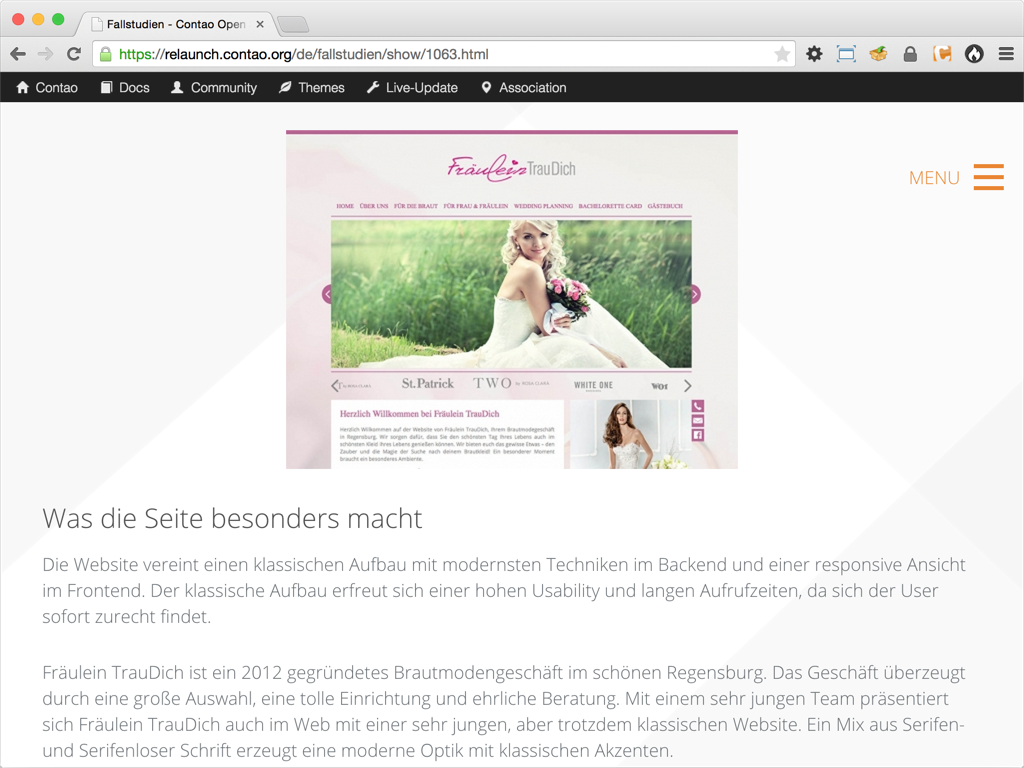 Fallstudien - Contao Open
https://relaunch.contao.org/de/fallstudien/show/1063.html
Contao Docs Community Themes Live-Update Association
Fräulein TrauDich
MENU
HOME ÜBER UNS FÜR DIE BRAUT FÜR FRAU & FRÄULEIN WEDDING PLANNING BACHELORETTE CARD GÄSTEBUCH
St.Patrick TWO by ROSA CLARA WHITE ONE
Herzlich Willkommen bei Fräulein TrauDich
Herzlich Willkommen auf der Website von Fräulein TrauDich, Ihrem Brautmodegeschäft
in Regensburg. Wir sorgen dafür, dass Sie den schönsten Tag Ihres Lebens auch im
schönsten Kleid Ihres Lebens genießen können. Wir bieten euch das gewisse Etwas – den
Zauber und die Magie der Suche nach deinem Brautkleid! Ein besonderer Moment
braucht ein besonderes Ambiente.
Was die Seite besonders macht
Die Website vereint einen klassischen Aufbau mit modernsten Techniken im Backend und einer responsive Ansicht
im Frontend. Der klassische Aufbau erfreut sich einer hohen Usability und langen Aufrufzeiten, da sich der User
sofort zurecht findet.
Fräulein TrauDich ist ein 2012 gegründetes Brautmodengeschäft im schönen Regensburg. Das Geschäft überzeugt
durch eine große Auswahl, eine tolle Einrichtung und ehrliche Beratung. Mit einem sehr jungen Team präsentiert
sich Fräulein TrauDich auch im Web mit einer sehr jungen, aber trotzdem klassischen Website. Ein Mix aus Serifen-
und Serifenloser Schrift erzeugt eine moderne Optik mit klassischen Akzenten.